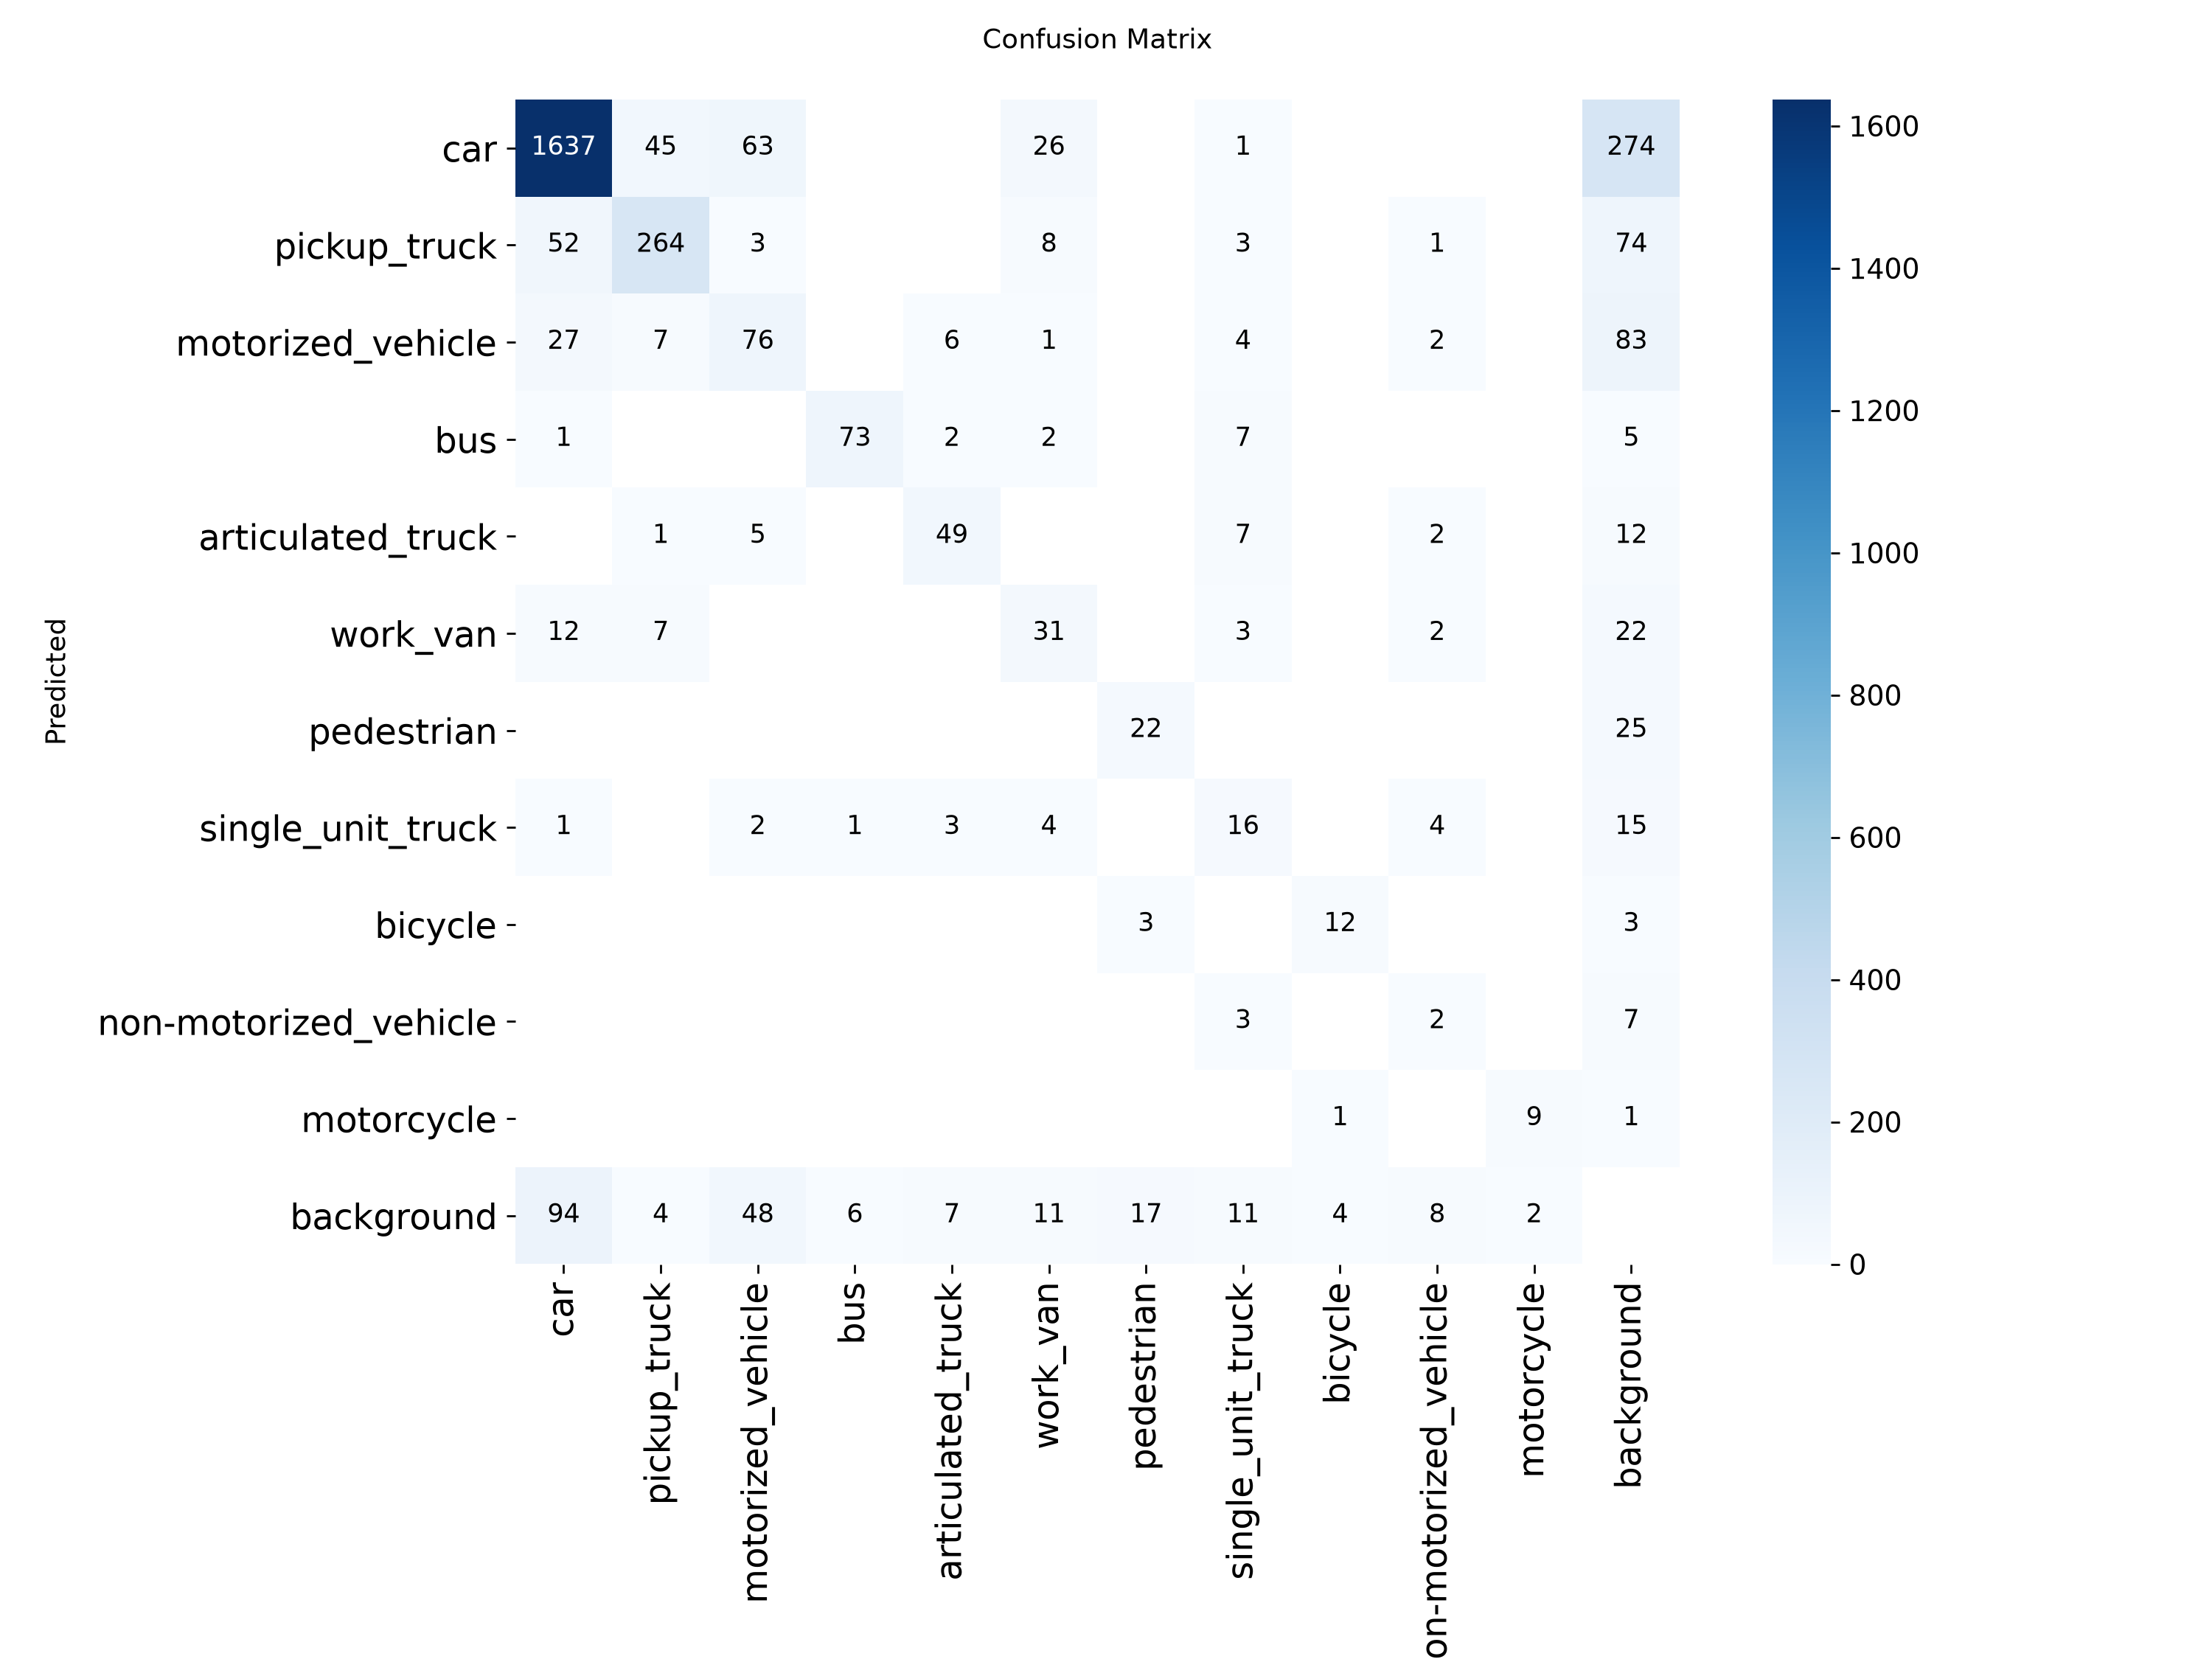 Confusion Matrix
Predicted
car 1637 45 63 26 1 274
pickup_truck 52 264 3 8 3 1 74
motorized_vehicle 27 7 76 6 1 4 2 83
bus 1 73 2 2 7 5
articulated_truck 1 5 49 7 2 12
work_van 12 7 31 3 2 22
pedestrian 22 25
single_unit_truck 1 2 1 3 4 16 4 15
bicycle 3 12 3
non-motorized_vehicle 3 2 7
motorcycle 1 9 1
background 94 4 48 6 7 11 17 11 4 8 2
car
pickup_truck
motorized_vehicle
bus
articulated_truck
work_van
pedestrian
single_unit_truck
bicycle
on-motorized_vehicle
motorcycle
background
1600
1400
1200
1000
800
600
400
200
0